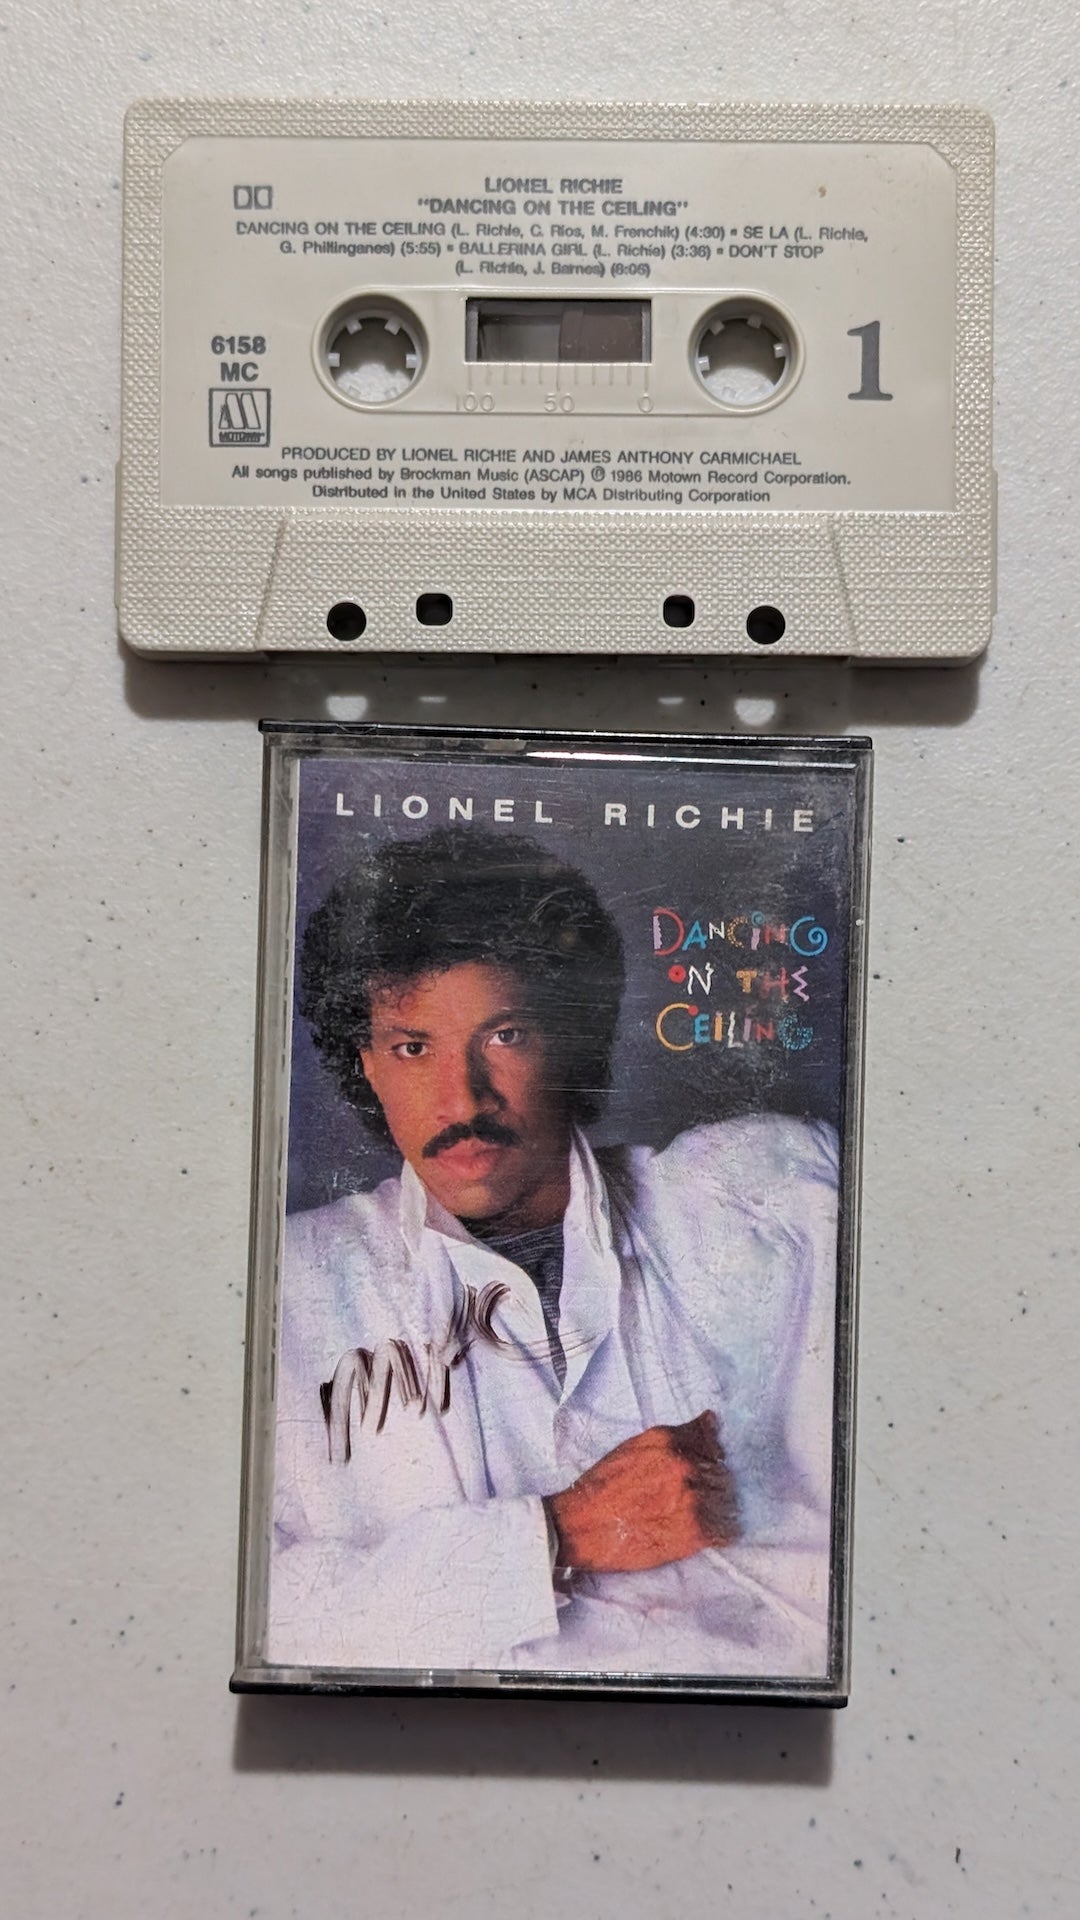 LIONEL RICHIE
"DANCING ON THE CEILING"
DANCING ON THE CEILING (L. Richie, C. Rios, M. Frenchik) (4:30) ▪ SE LA (L. Richie,
G. Phillinganes) (5:55) ▪ BALLERINA GIRL (L. Richie) (3:36) ▪ DON'T STOP
(L. Richie, J. Barnes) (8:05)
6158
MC
1
100 50 0
MOTOWN
PRODUCED BY LIONEL RICHIE AND JAMES ANTHONY CARMICHAEL
All songs published by Brockman Music (ASCAP) ℗ 1986 Motown Record Corporation.
Distributed in the United States by MCA Distributing Corporation
LIONEL RICHIE
DANCING
ON THE
CEILING